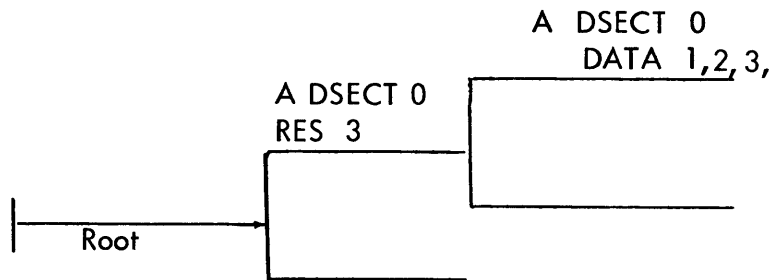 A DSECT 0
DATA 1,2,3,
A DSECT 0
RES 3
Root